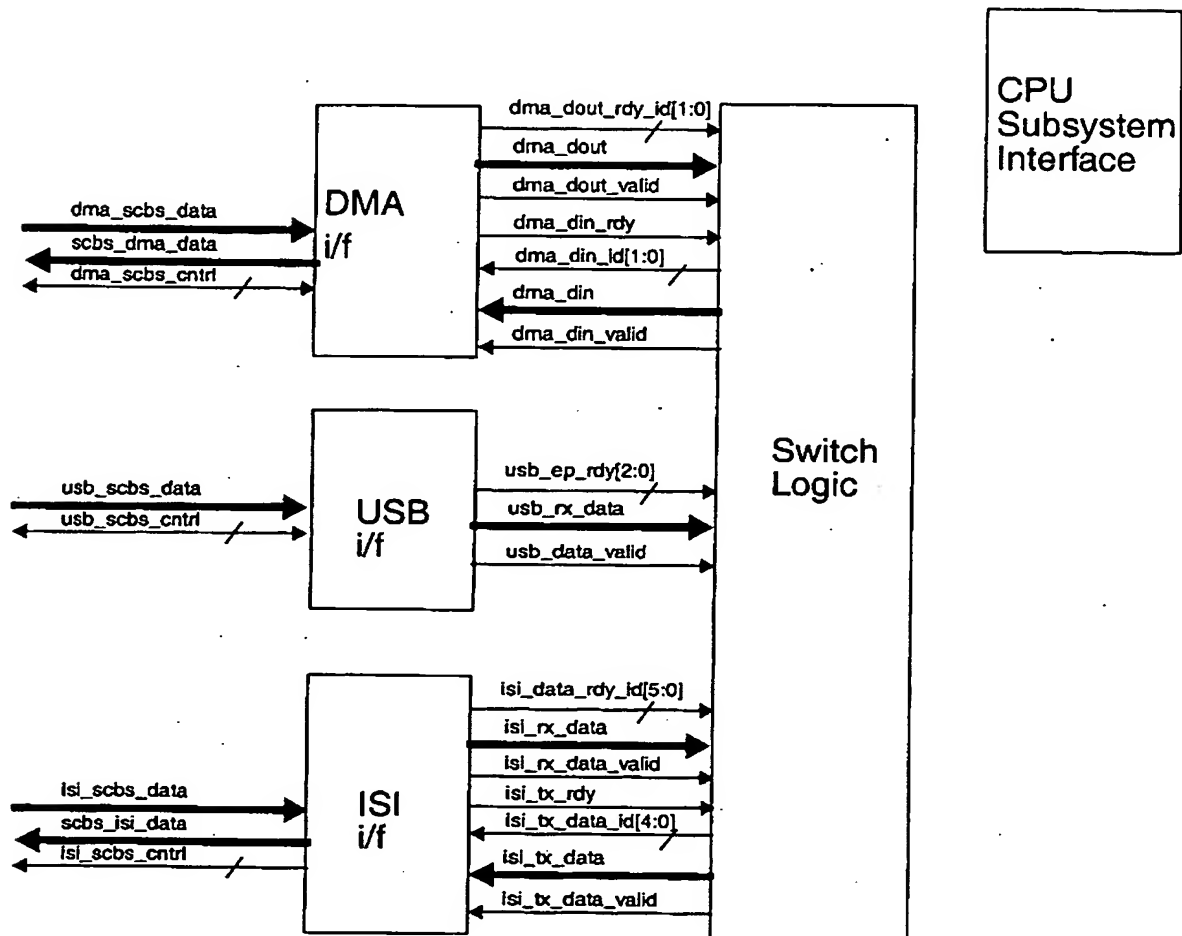 CPU
Subsystem
Interface
dma_dout_rdy_id[1:0]
dma_dout
dma_dout_valid
dma_din_rdy
dma_din_id[1:0]
dma_din
dma_din_valid
DMA
i/f
dma_scbs_data
scbs_dma_data
dma_scbs_cntrl
Switch
Logic
usb_ep_rdy[2:0]
usb_rx_data
usb_data_valid
USB
i/f
usb_scbs_data
usb_scbs_cntrl
isi_data_rdy_id[5:0]
isi_rx_data
isi_rx_data_valid
isi_tx_rdy
isi_tx_data_id[4:0]
isi_tx_data
isi_tx_data_valid
ISI
i/f
isi_scbs_data
scbs_isi_data
isi_scbs_cntrl